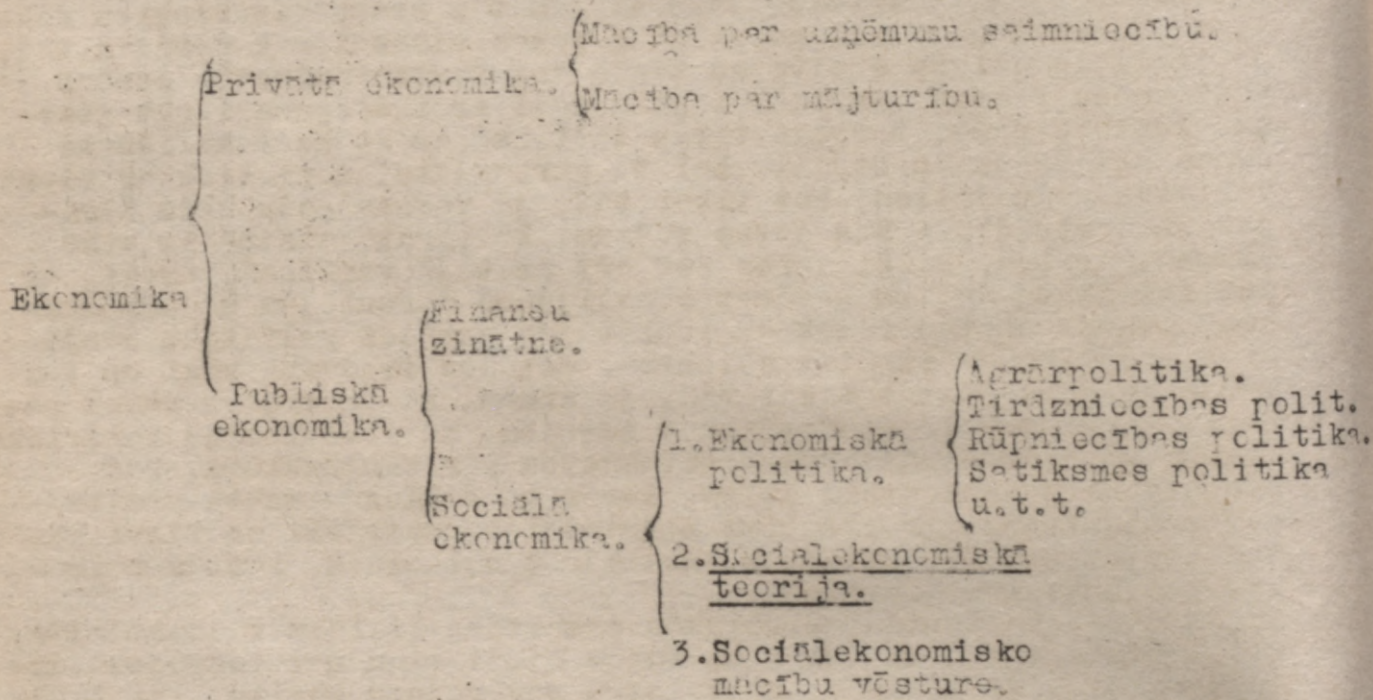 Mācība par uzņēmumu saimniecību.
Privātā ekonomika.
Mācība par mājturību.
Ekonomika
Finansu
zinātne.
Publiskā
ekonomika.
Sociālā
ekonomika.
1.Ekonomiskā
politika.
Agrārpolitika.
Tirdzniecības polit.
Rūpniecības politika.
Satiksmes politika
u.t.t.
2.Sociālekonomiskā
teorija.
3.Sociālekonomisko
mācību vēsture.